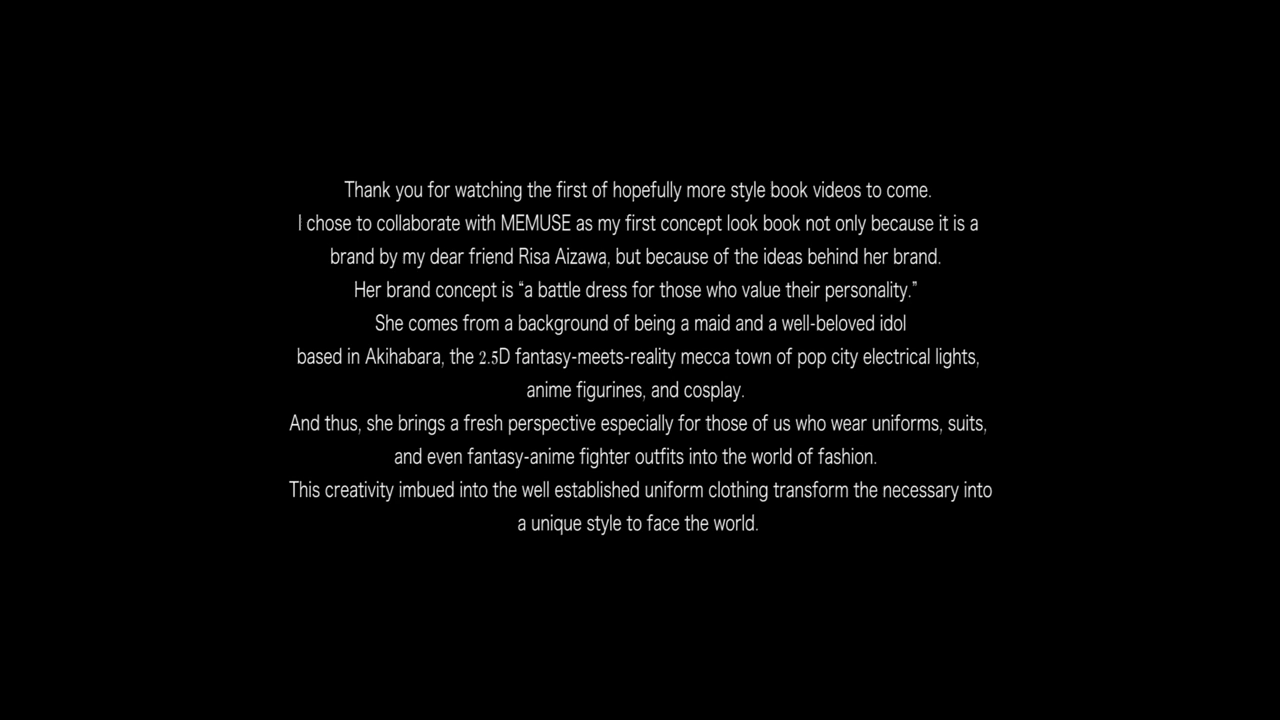 Thank you for watching the first of hopefully more style book videos to come.
I chose to collaborate with MEMUSE as my first concept look book not only because it is a
brand by my dear friend Risa Aizawa, but because of the ideas behind her brand.
Her brand concept is “a battle dress for those who value their personality.”
She comes from a background of being a maid and a well-beloved idol
based in Akihabara, the 2.5D fantasy-meets-reality mecca town of pop city electrical lights,
anime figurines, and cosplay.
And thus, she brings a fresh perspective especially for those of us who wear uniforms, suits,
and even fantasy-anime fighter outfits into the world of fashion.
This creativity imbued into the well established uniform clothing transform the necessary into
a unique style to face the world.